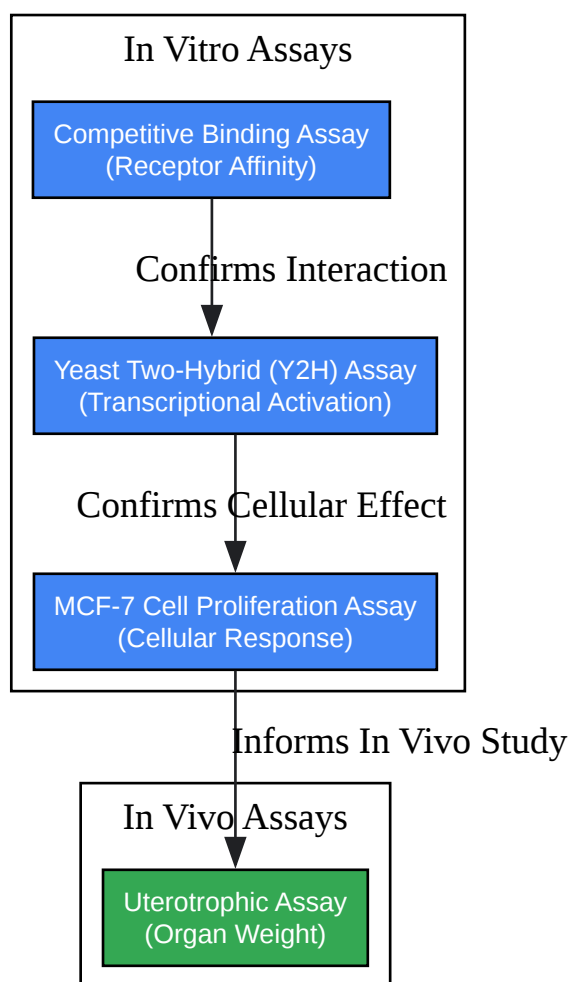 In Vitro Assays
Competitive Binding Assay
(Receptor Affinity)
Confirms Interaction
Yeast Two-Hybrid (Y2H) Assay
(Transcriptional Activation)
Confirms Cellular Effect
MCF-7 Cell Proliferation Assay
(Cellular Response)
Informs In Vivo Study
In Vivo Assays
Uterotrophic Assay
(Organ Weight)